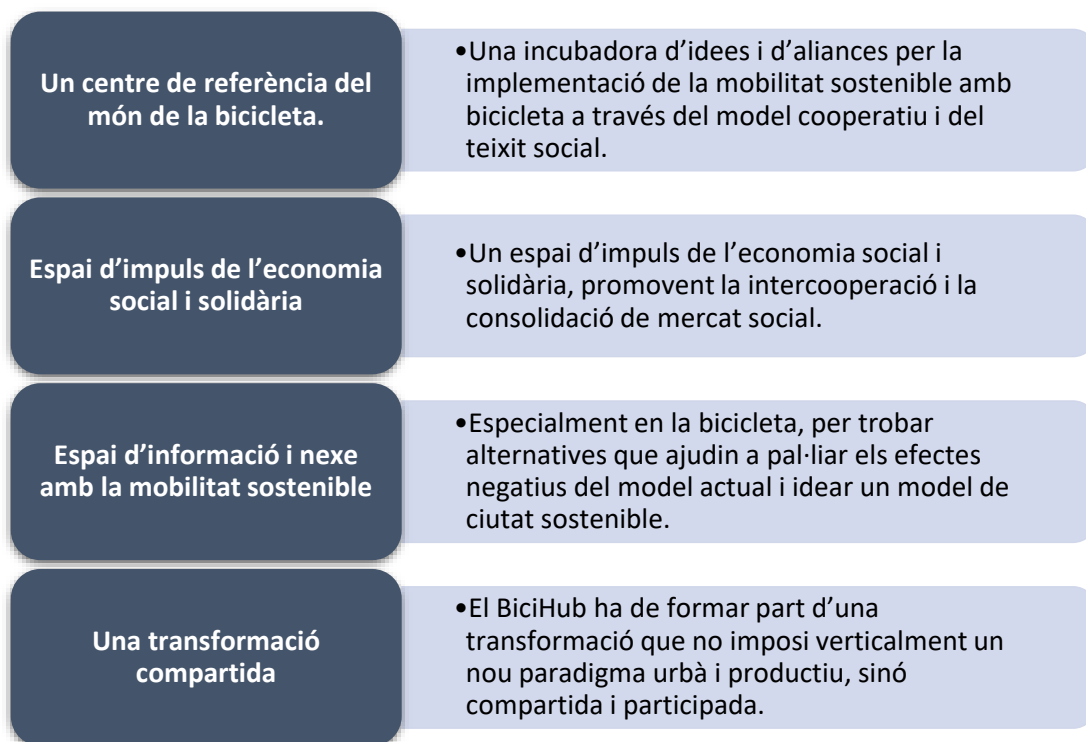 Un centre de referència del
món de la bicicleta.
•Una incubadora d’idees i d’aliances per la
implementació de la mobilitat sostenible amb
bicicleta a través del model cooperatiu i del
teixit social.
Espai d’impuls de l’economia
social i solidària
•Un espai d’impuls de l’economia social i
solidària, promovent la intercooperació i la
consolidació de mercat social.
Espai d’informació i nexe
amb la mobilitat sostenible
•Especialment en la bicicleta, per trobar
alternatives que ajudin a pal·liar els efectes
negatius del model actual i idear un model de
ciutat sostenible.
Una transformació
compartida
•El BiciHub ha de formar part d’una
transformació que no imposi verticalment un
nou paradigma urbà i productiu, sinó
compartida i participada.